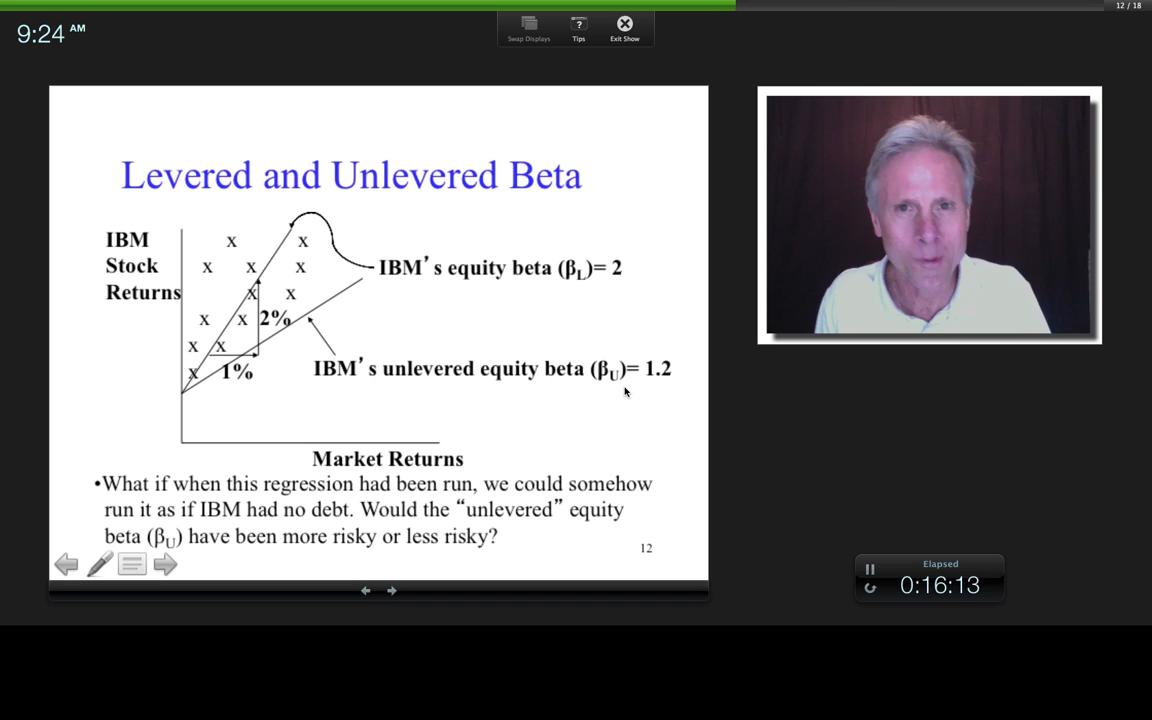 12 / 18
9:24 AM
Swap Displays
? Tips
Exit Show
Levered and Unlevered Beta
IBM
Stock
Returns
x x
x x x
x x
x x 2%
x x
x 1%
IBM's equity beta (βL)= 2
IBM's unlevered equity beta (βU)= 1.2
Market Returns
•What if when this regression had been run, we could somehow
run it as if IBM had no debt. Would the “unlevered” equity
beta (βU) have been more risky or less risky?
12
Elapsed
0:16:13